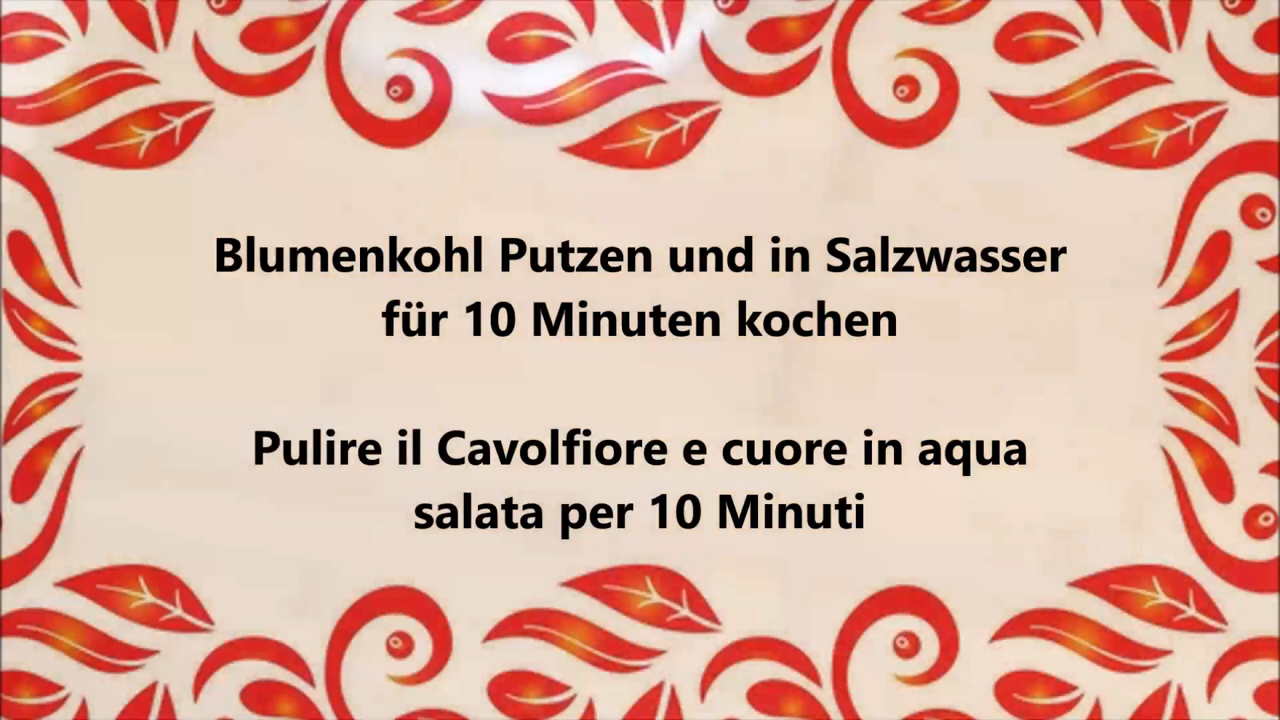 Blumenkohl Putzen und in Salzwasser
für 10 Minuten kochen
Pulire il Cavolfiore e cuore in aqua
salata per 10 Minuti